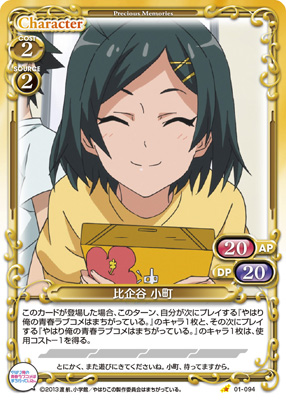 Precious Memories
Character
COST
2
SOURCE
2
20 AP
DP 20
比企谷 小町
このカードが登場した場合、このターン、自分が次にプレイする『やはり
俺の青春ラブコメはまちがっている。』のキャラ1枚と、その次にプレイ
する『やはり俺の青春ラブコメはまちがっている。』のキャラ1枚は、使
用コスト－1を得る。
とにかく、また遊びにきてくださいね。小町、待ってますから。
©2013 渡 航、小学館／やはりこの製作委員会はまちがっている。
01-094